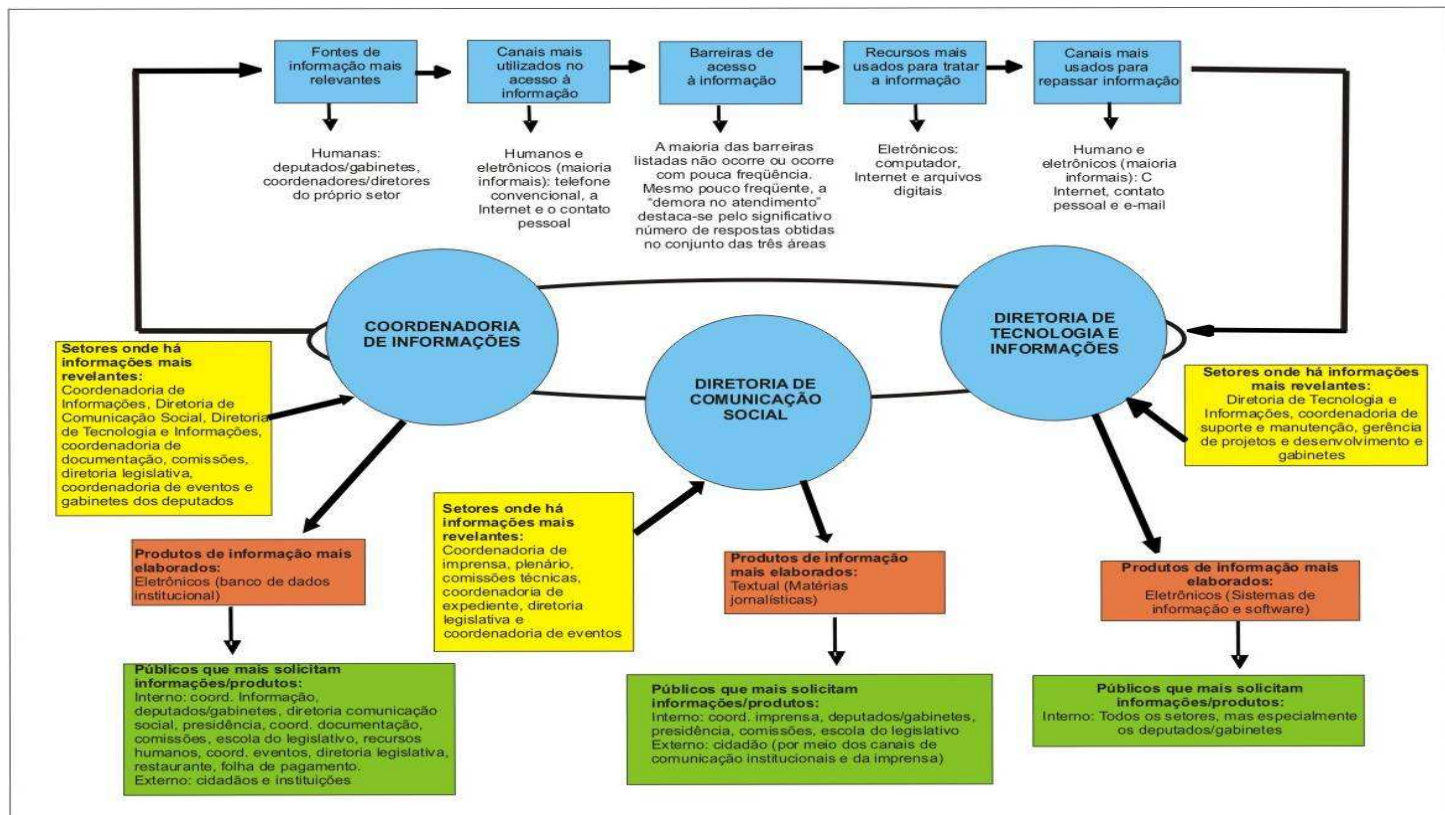 Fontes de
informação mais
relevantes
Canais mais
utilizados no
acesso à
informação
Barreiras de
acesso
à informação
Recursos mais
usados para tratar
a informação
Canais mais
usados para
repassar informação
Humanas:
deputados/gabinetes,
coordenadores/diretores
do próprio setor
Humanos e
eletrônicos (maioria
informais): telefone
convencional, a
Internet e o contato
pessoal
A maioria das barreiras
listadas não ocorre ou ocorre
com pouca freqüência.
Mesmo pouco freqüente, a
“demora no atendimento”
destaca-se pelo significativo
número de respostas obtidas
no conjunto das três áreas
Eletrônicos:
computador,
Internet e arquivos
digitais
Humano e
eletrônicos (maioria
informais): C
Internet, contato
pessoal e e-mail
COORDENADORIA
DE INFORMAÇÕES
DIRETORIA DE
COMUNICAÇÃO
SOCIAL
DIRETORIA DE
TECNOLOGIA E
INFORMAÇÕES
Setores onde há
informações mais
revelantes:
Coordenadoria de
Informações, Diretoria de
Comunicação Social, Diretoria
de Tecnologia e Informações,
coordenadoria de
documentação, comissões,
diretoria legislativa,
coordenadoria de eventos e
gabinetes dos deputados
Setores onde há
informações mais
revelantes:
Coordenadoria de
imprensa, plenário,
comissões técnicas,
coordenadoria de
expediente, diretoria
legislativa e
coordenadoria de eventos
Setores onde há informações
mais revelantes:
Diretoria de Tecnologia e
Informações, coordenadoria de
suporte e manutenção, gerência
de projetos e desenvolvimento e
gabinetes
Produtos de informação mais
elaborados:
Eletrônicos (banco de dados
institucional)
Produtos de informação
mais elaborados:
Textual (Matérias
jornalísticas)
Produtos de informação mais
elaborados:
Eletrônicos (Sistemas de
informação e software)
Públicos que mais solicitam
informações/produtos:
Interno: coord. Informação,
deputados/gabinetes, diretoria comunicação
social, presidência, coord. documentação,
comissões, escola do legislativo, recursos
humanos, coord. eventos, diretoria legislativa,
restaurante, folha de pagamento.
Externo: cidadãos e instituições
Públicos que mais solicitam
informações/produtos:
Interno: coord. imprensa, deputados/gabinetes,
presidência, comissões, escola do legislativo
Externo: cidadão (por meio dos canais de
comunicação institucionais e da imprensa)
Públicos que mais solicitam
informações/produtos:
Interno: Todos os setores, mas especialmente
os deputados/gabinetes